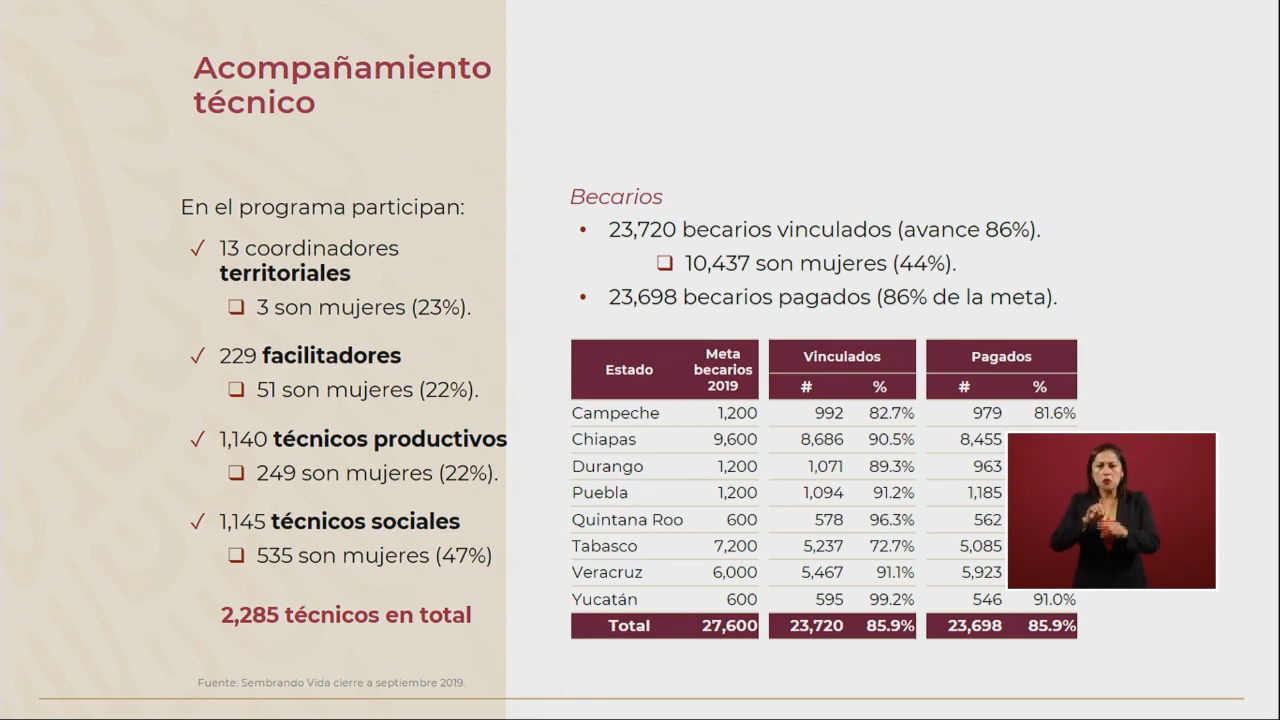 Acompañamiento
técnico
En el programa participan:
✓ 13 coordinadores
territoriales
❑ 3 son mujeres (23%).
✓ 229 facilitadores
❑ 51 son mujeres (22%).
✓ 1,140 técnicos productivos
❑ 249 son mujeres (22%).
✓ 1,145 técnicos sociales
❑ 535 son mujeres (47%)
2,285 técnicos en total
Fuente: Sembrando Vida cierre a septiembre 2019.
Becarios
• 23,720 becarios vinculados (avance 86%).
❑ 10,437 son mujeres (44%).
• 23,698 becarios pagados (86% de la meta).
Estado Meta becarios 2019 Vinculados Pagados
# % # %
Campeche 1,200 992 82.7% 979 81.6%
Chiapas 9,600 8,686 90.5% 8,455
Durango 1,200 1,071 89.3% 963
Puebla 1,200 1,094 91.2% 1,185
Quintana Roo 600 578 96.3% 562
Tabasco 7,200 5,237 72.7% 5,085
Veracruz 6,000 5,467 91.1% 5,923
Yucatán 600 595 99.2% 546 91.0%
Total 27,600 23,720 85.9% 23,698 85.9%